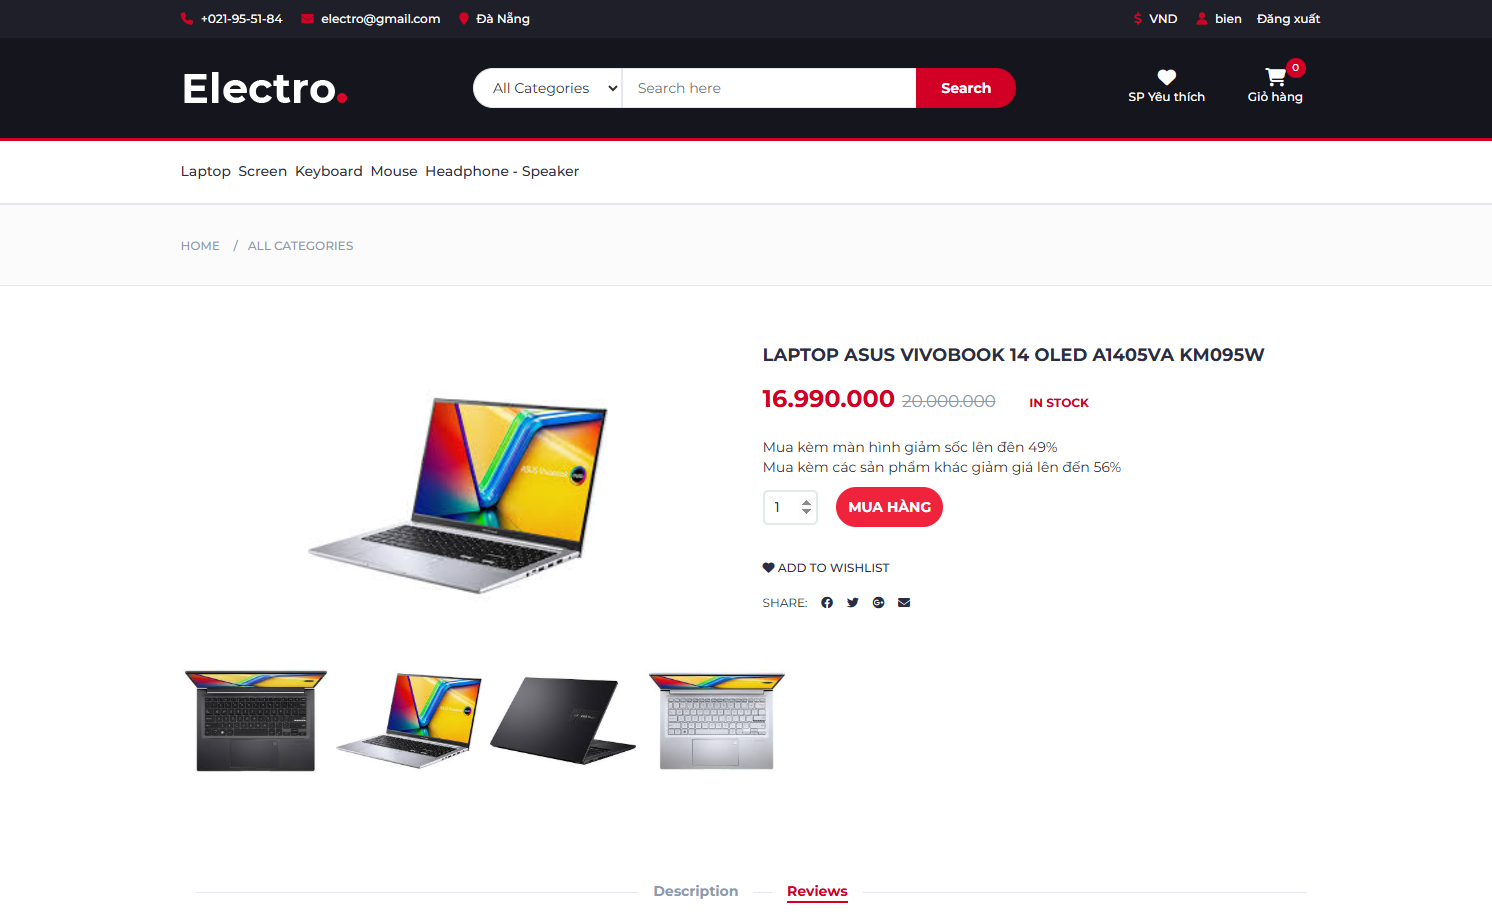 +021-95-51-84 electro@gmail.com Đà Nẵng $ VND bien Đăng xuất
Electro.
All Categories Search here Search
SP Yêu thích
0
Giỏ hàng
Laptop Screen Keyboard Mouse Headphone - Speaker
HOME / ALL CATEGORIES
LAPTOP ASUS VIVOBOOK 14 OLED A1405VA KM095W
16.990.000 20.000.000 IN STOCK
Mua kèm màn hình giảm sốc lên đên 49%
Mua kèm các sản phẩm khác giảm giá lên đến 56%
1 MUA HÀNG
ADD TO WISHLIST
SHARE:
Description Reviews